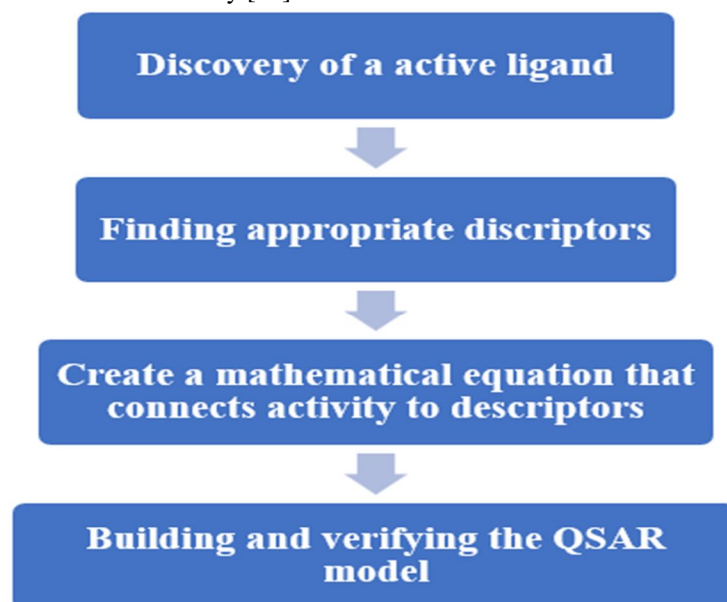 Discovery of a active ligand
Finding appropriate discriptors
Create a mathematical equation that
connects activity to descriptors
Building and verifying the QSAR
model